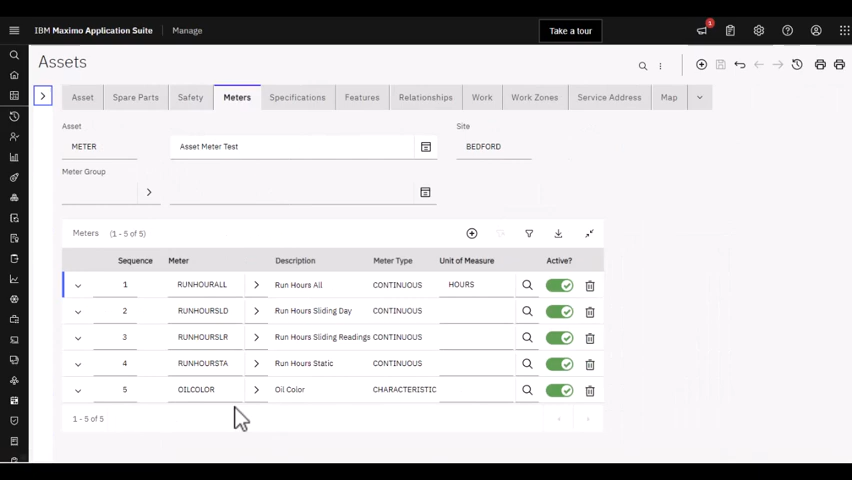 IBM Maximo Application Suite Manage Take a tour 1
Assets
Asset Spare Parts Safety Meters Specifications Features Relationships Work Work Zones Service Address Map
Asset Site
METER Asset Meter Test BEDFORD
Meter Group
Meters (1 - 5 of 5)
Sequence Meter Description Meter Type Unit of Measure Active?
1 RUNHOURALL Run Hours All CONTINUOUS HOURS
2 RUNHOURSLD Run Hours Sliding Day CONTINUOUS
3 RUNHOURSLR Run Hours Sliding Readings CONTINUOUS
4 RUNHOURSTA Run Hours Static CONTINUOUS
5 OILCOLOR Oil Color CHARACTERISTIC
1 - 5 of 5